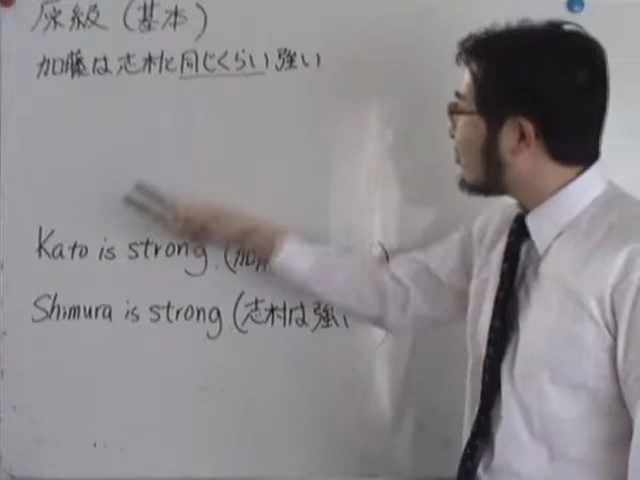 原級 (基本)
加藤は志村と同じくらい強い
Kato is strong. (加
Shimura is strong (志村は強い